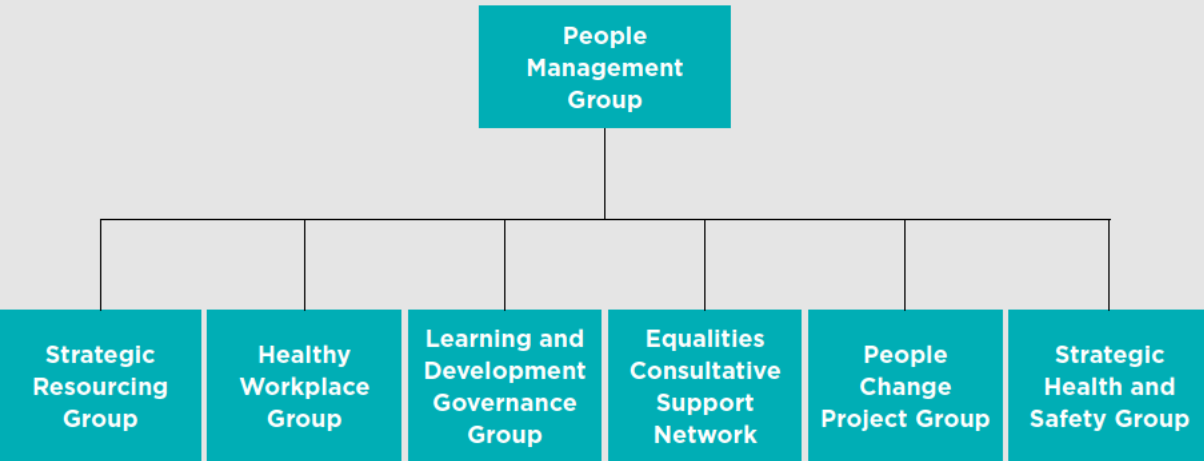 People
Management
Group
Strategic
Resourcing
Group
Healthy
Workplace
Group
Learning and
Development
Governance
Group
Equalities
Consultative
Support
Network
People
Change
Project Group
Strategic
Health and
Safety Group